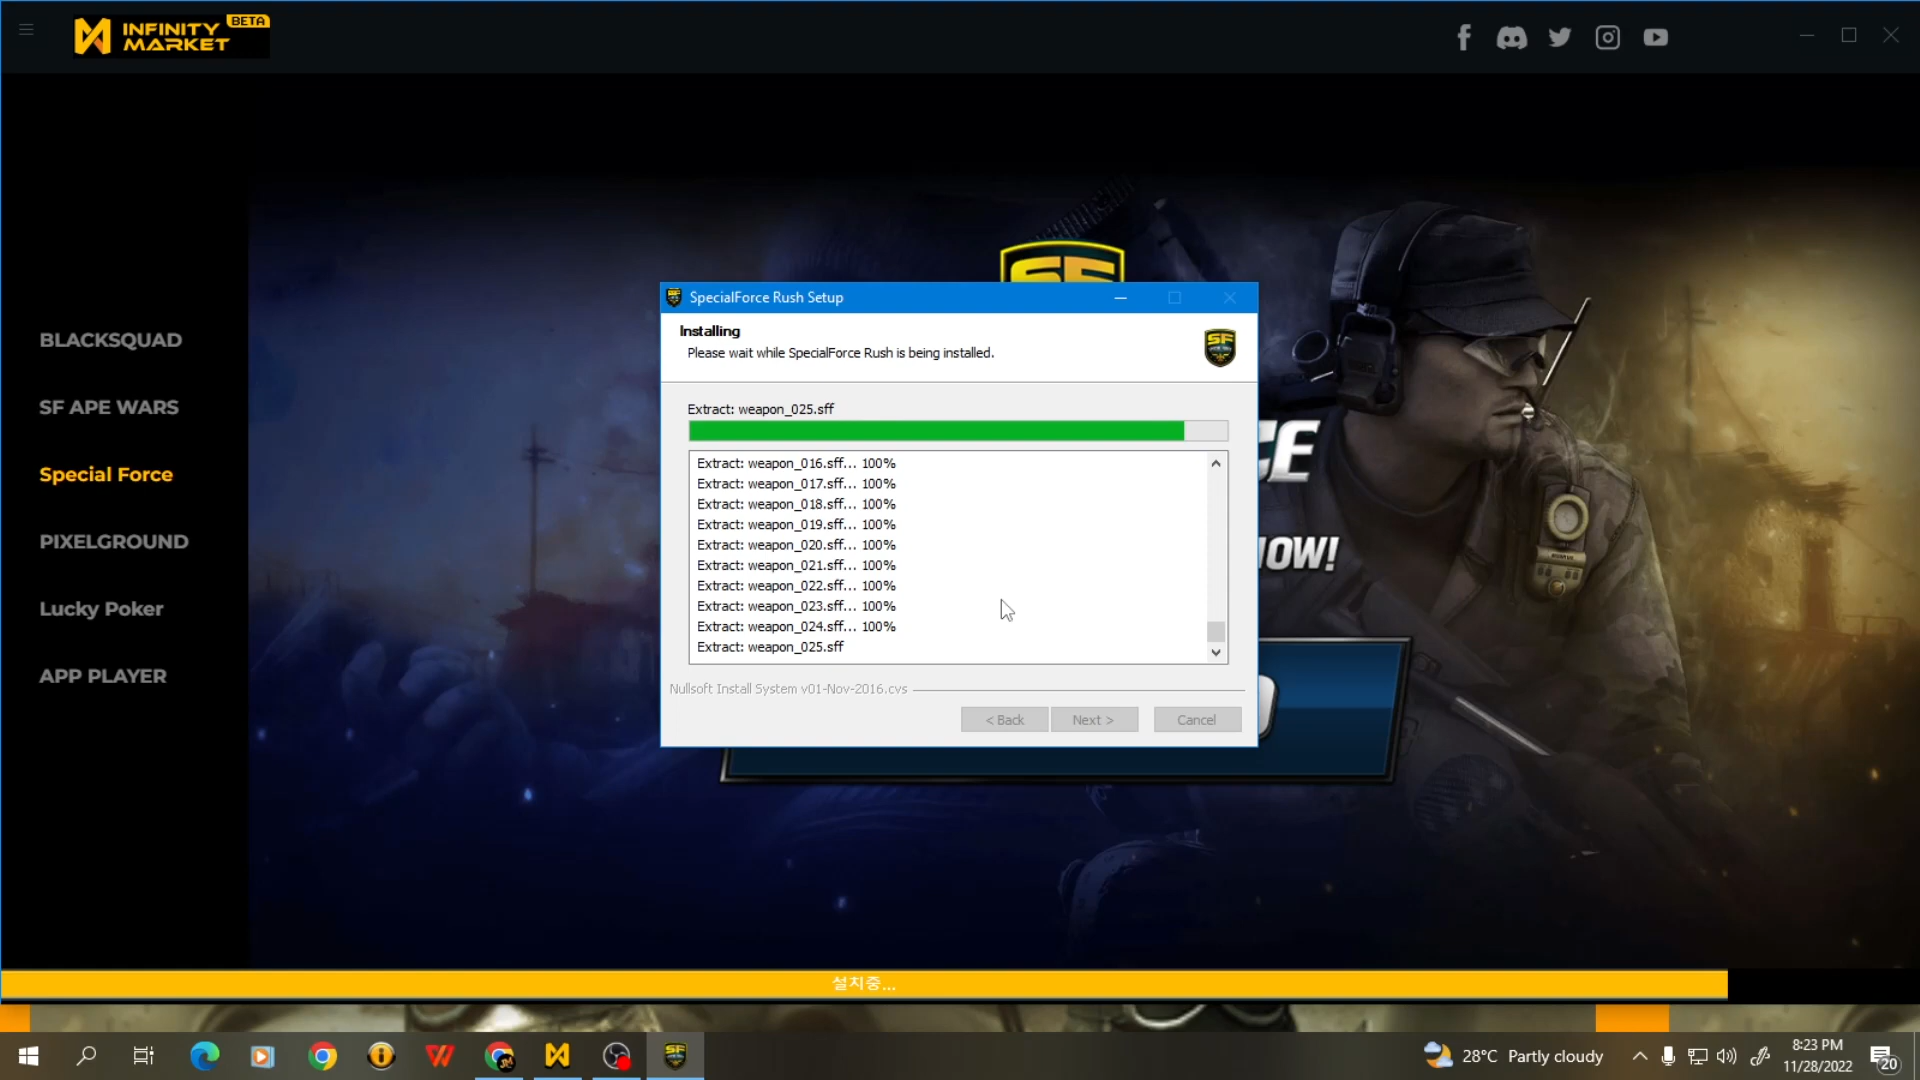 INFINITY
MARKET
BETA
BLACKSQUAD
SF APE WARS
Special Force
PIXELGROUND
Lucky Poker
APP PLAYER
SF
SpecialForce Rush Setup
Installing
Please wait while SpecialForce Rush is being installed.
SF
Extract: weapon_025.sff
Extract: weapon_016.sff... 100%
Extract: weapon_017.sff... 100%
Extract: weapon_018.sff... 100%
Extract: weapon_019.sff... 100%
Extract: weapon_020.sff... 100%
Extract: weapon_021.sff... 100%
Extract: weapon_022.sff... 100%
Extract: weapon_023.sff... 100%
Extract: weapon_024.sff... 100%
Extract: weapon_025.sff
Nullsoft Install System v01-Nov-2016.cvs
< Back
Next >
Cancel
CE
NOW!
설치중...
28°C Partly cloudy
8:23 PM
11/28/2022
20